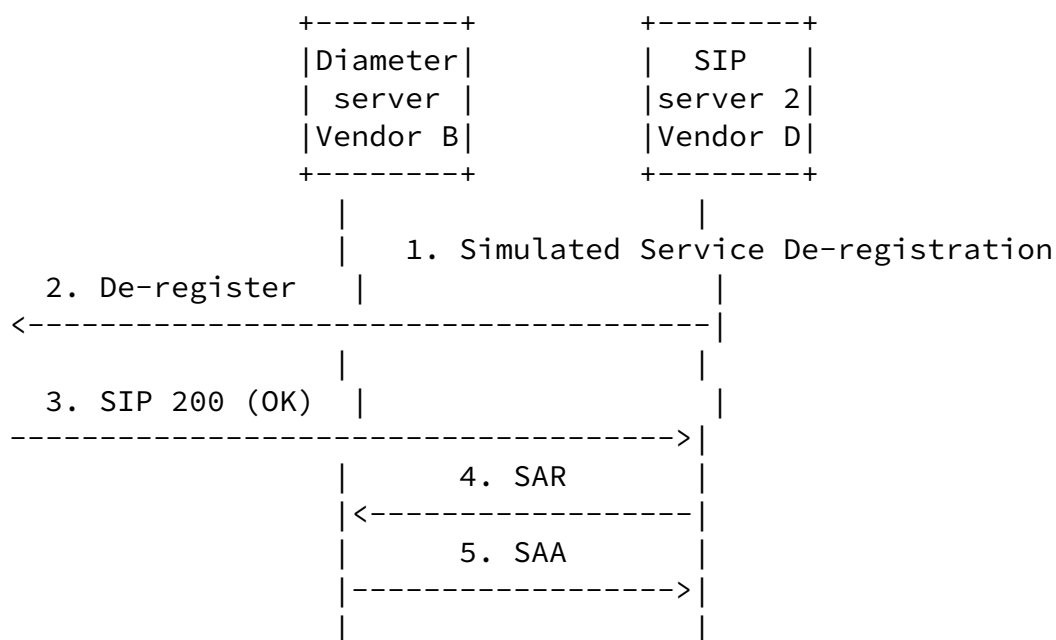 +--------+ +--------+
|Diameter| | SIP |
| server | |server 2|
|Vendor B| |Vendor D|
+--------+ +--------+
| |
| 1. Simulated Service De-registration
2. De-register | |
<--------------------------------------|
| |
3. SIP 200 (OK) | |
------------------------------------->|
| 4. SAR |
|<------------------|
| 5. SAA |
|------------------>|
| |